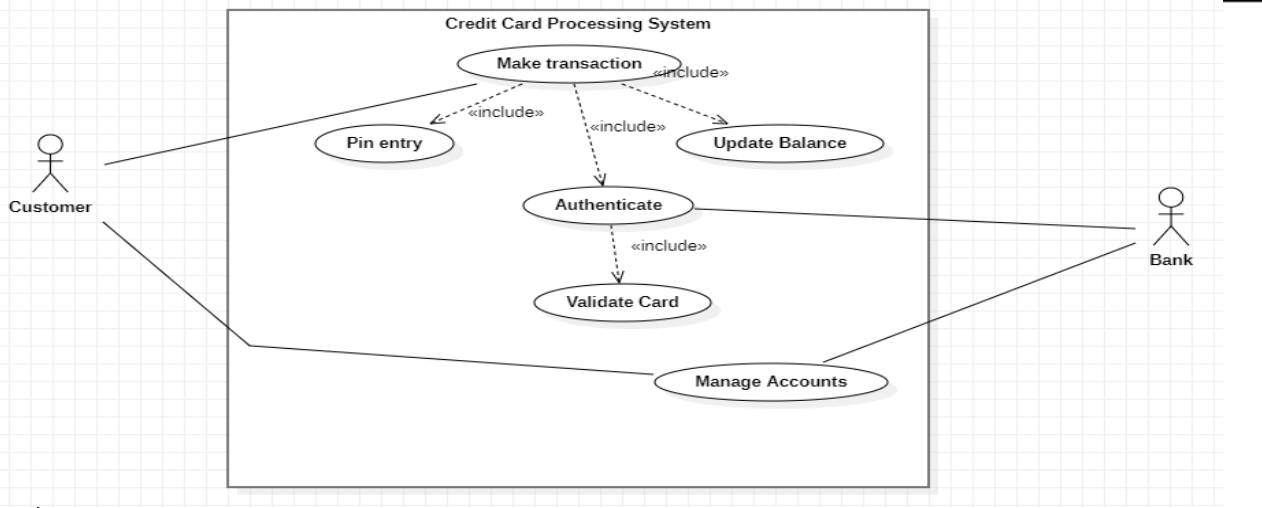 Credit Card Processing System
Make transaction
«include»
«include»
«include»
Pin entry
Update Balance
Customer
Authenticate
«include»
Bank
Validate Card
Manage Accounts